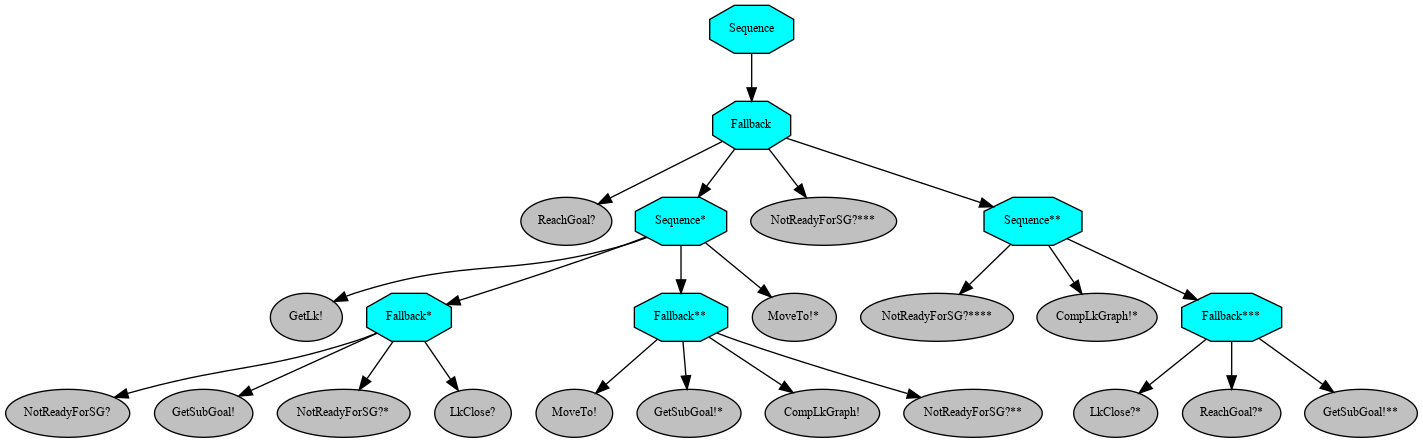 Sequence
Fallback
ReachGoal?
Sequence*
NotReadyForSG?***
Sequence**
GetLk!
Fallback*
Fallback**
MoveTo!*
NotReadyForSG?****
CompLkGraph!*
Fallback***
NotReadyForSG?
GetSubGoal!
NotReadyForSG?*
LkClose?
MoveTo!
GetSubGoal!*
CompLkGraph!
NotReadyForSG?**
LkClose?*
ReachGoal?*
GetSubGoal!**